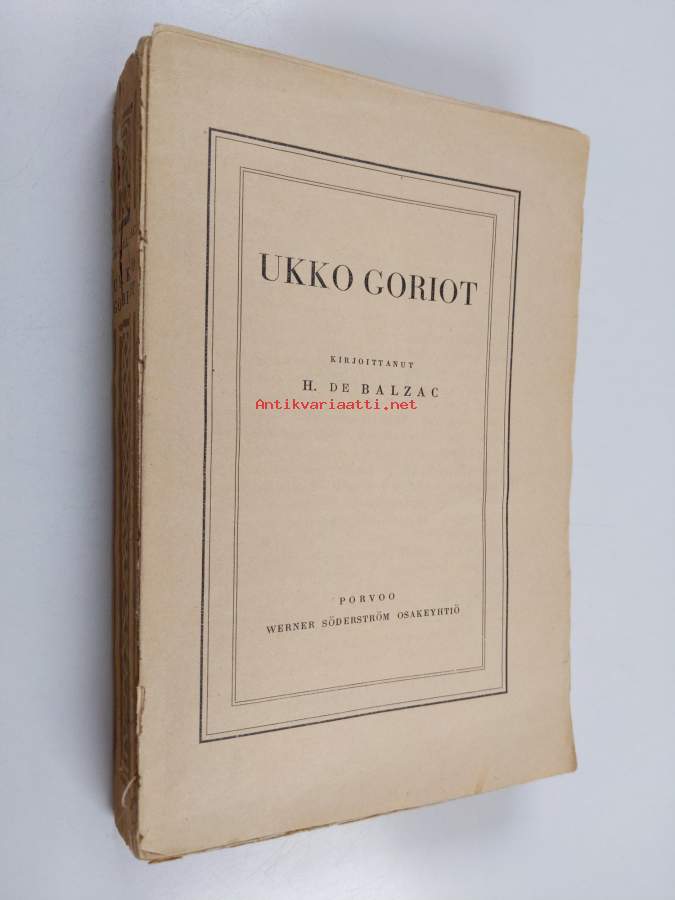 UKKO GORIOT
KIRJOITTANUT
H. DE BALZAC
Antikvariaatti.net
PORVOO
WERNER SÖDERSTRÖM OSAKEYHTIÖ